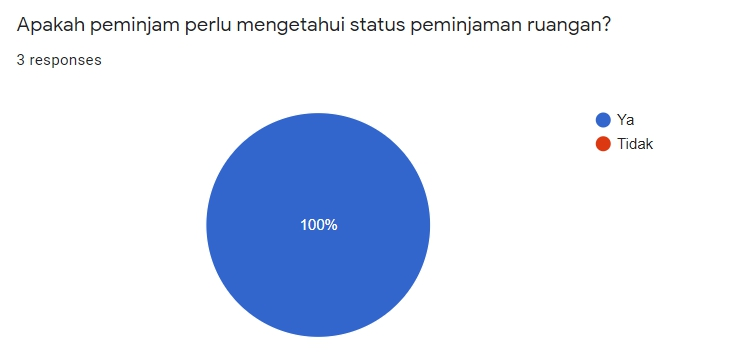 Apakah peminjam perlu mengetahui status peminjaman ruangan?
3 responses
Ya
Tidak
100%